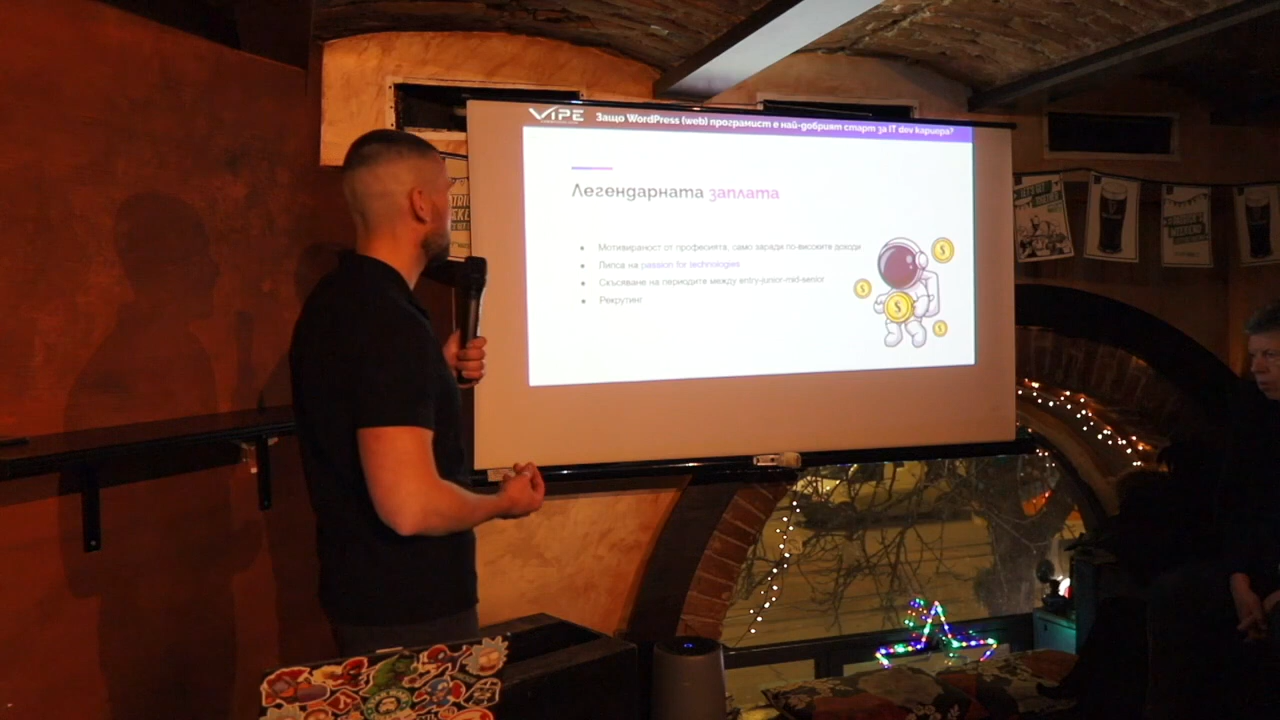 VIPE
Защо WordPress (web) програмист е най-добрият старт за IT dev кариера?
Легендарната заплата
Мотивираност от професията, само заради по-високите доходи
Липса на passion for technologies
Скъсяване на периодите между entry-junior-mid-senior
Рекрутинг